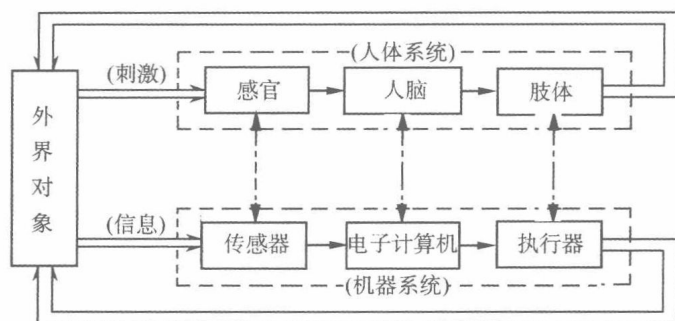 (人体系统)
(刺激)
感官
人脑
肢体
外界对象
(信息)
传感器
电子计算机
执行器
(机器系统)